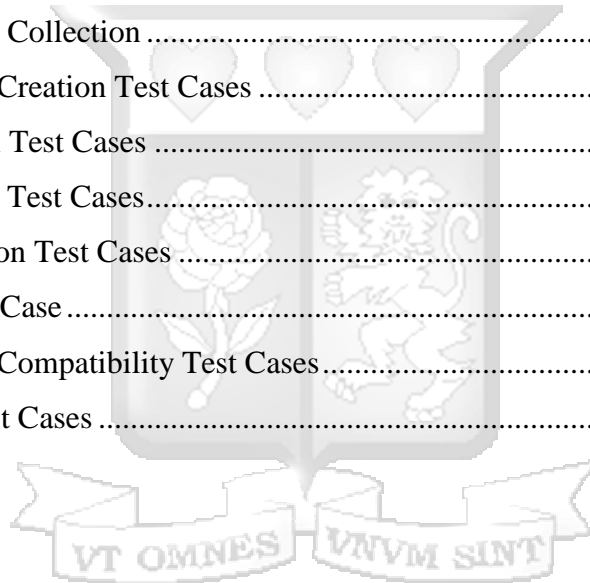 Collection ....................................................
Creation Test Cases ....................................
Test Cases ...................................................
Test Cases....................................................
on Test Cases ...............................................
Case ..............................................................
Compatibility Test Cases............................
t Cases ..........................................................
VT OMNES VNVM SINT